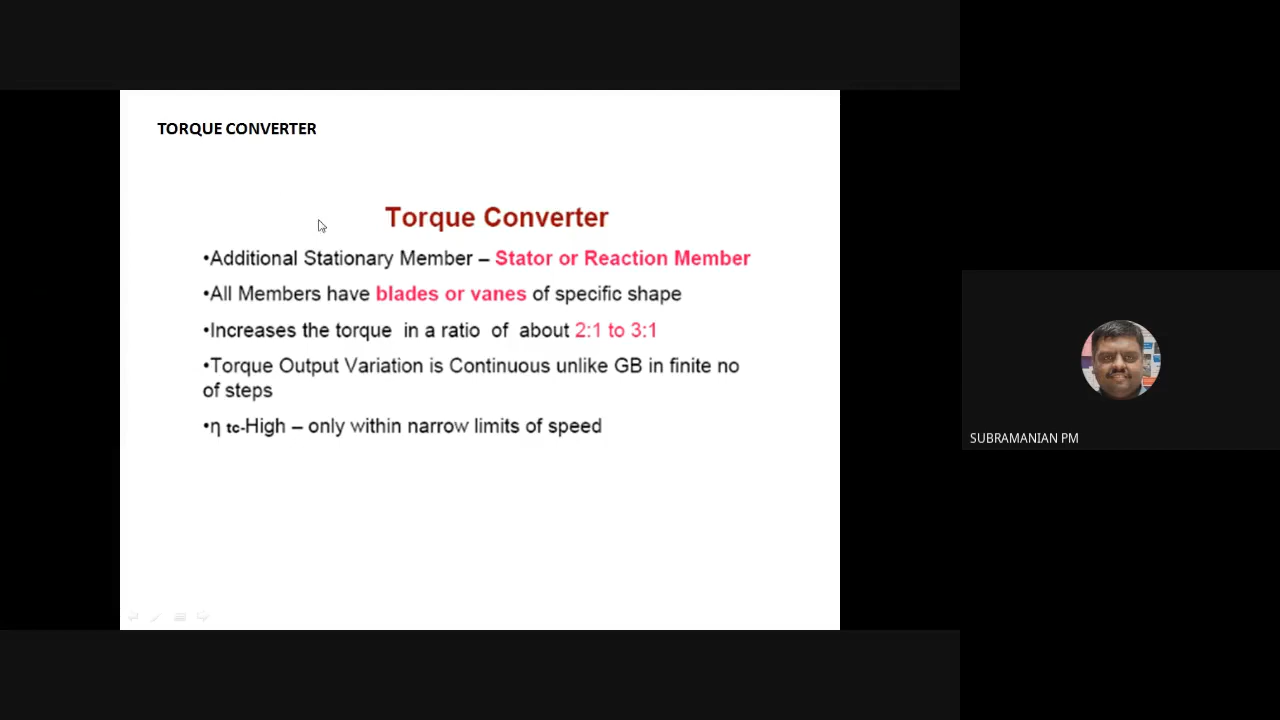 TORQUE CONVERTER
Torque Converter
•Additional Stationary Member – Stator or Reaction Member
•All Members have blades or vanes of specific shape
•Increases the torque in a ratio of about 2:1 to 3:1
•Torque Output Variation is Continuous unlike GB in finite no
of steps
•η tc-High – only within narrow limits of speed
SUBRAMANIAN PM